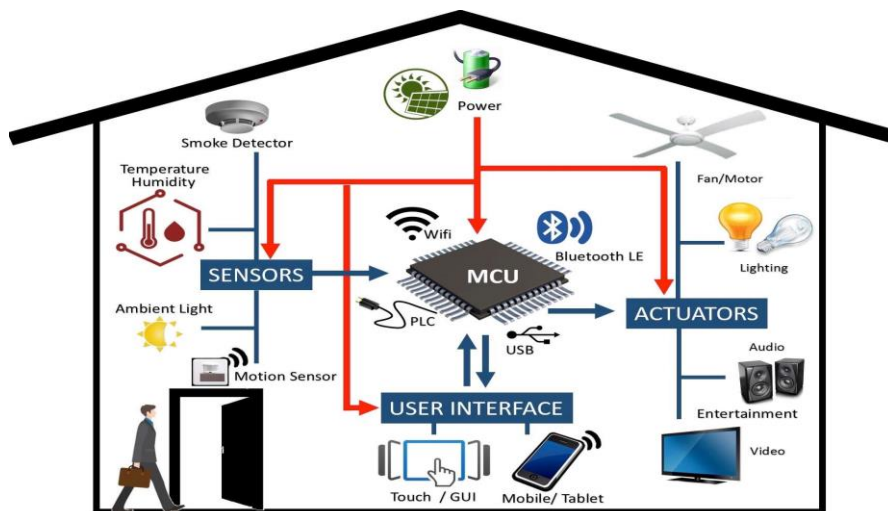 Power
Smoke Detector
Temperature
Humidity
Fan/Motor
Wifi
Bluetooth LE
Lighting
SENSORS
MCU
Ambient Light
PLC
USB
ACTUATORS
Motion Sensor
Audio
USER INTERFACE
Entertainment
Touch / GUI
Mobile/ Tablet
Video